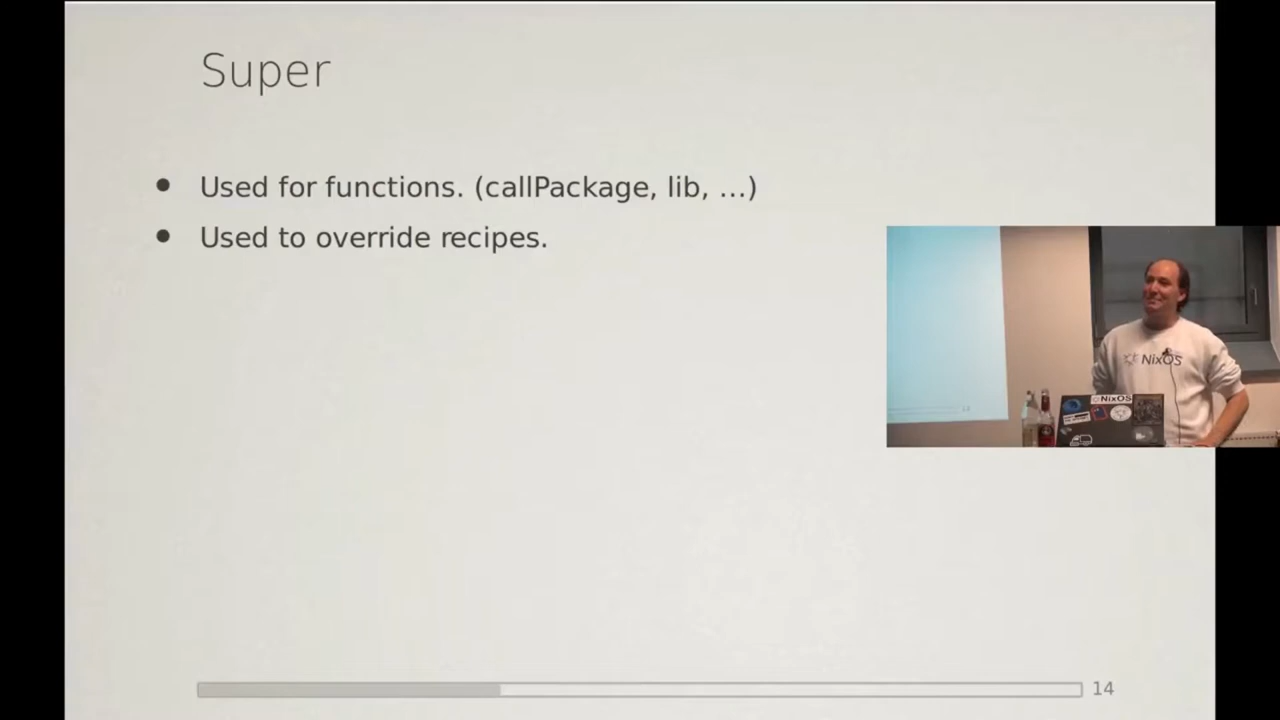 Super
● Used for functions. (callPackage, lib, ...)
● Used to override recipes.
NixOS
NixOS
14